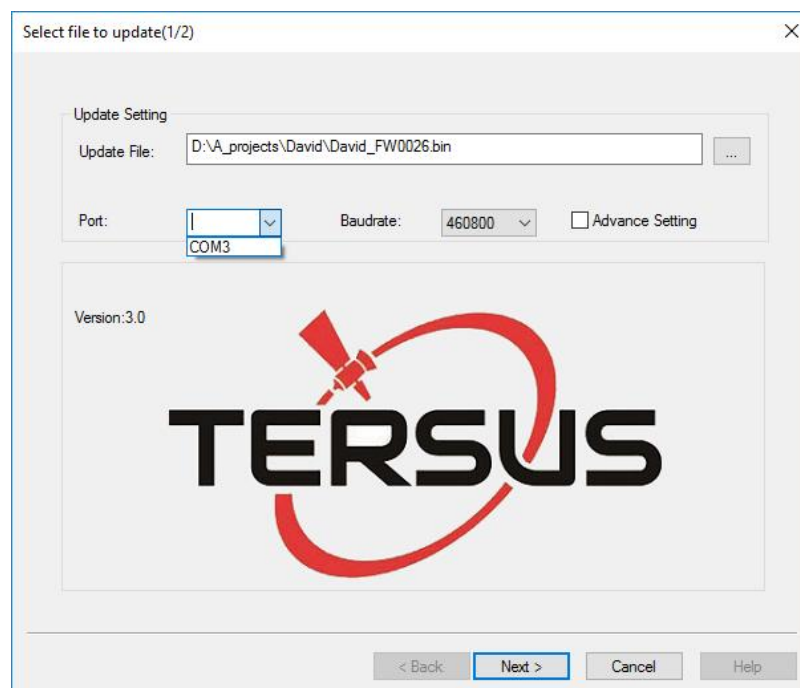 Select file to update(1/2)
Update Setting
Update File: D:\A_projects\David\David_FW0026.bin ...
Port: Baudrate: 460800 Advance Setting
COM3
Version:3.0
TERSUS
< Back Next > Cancel Help